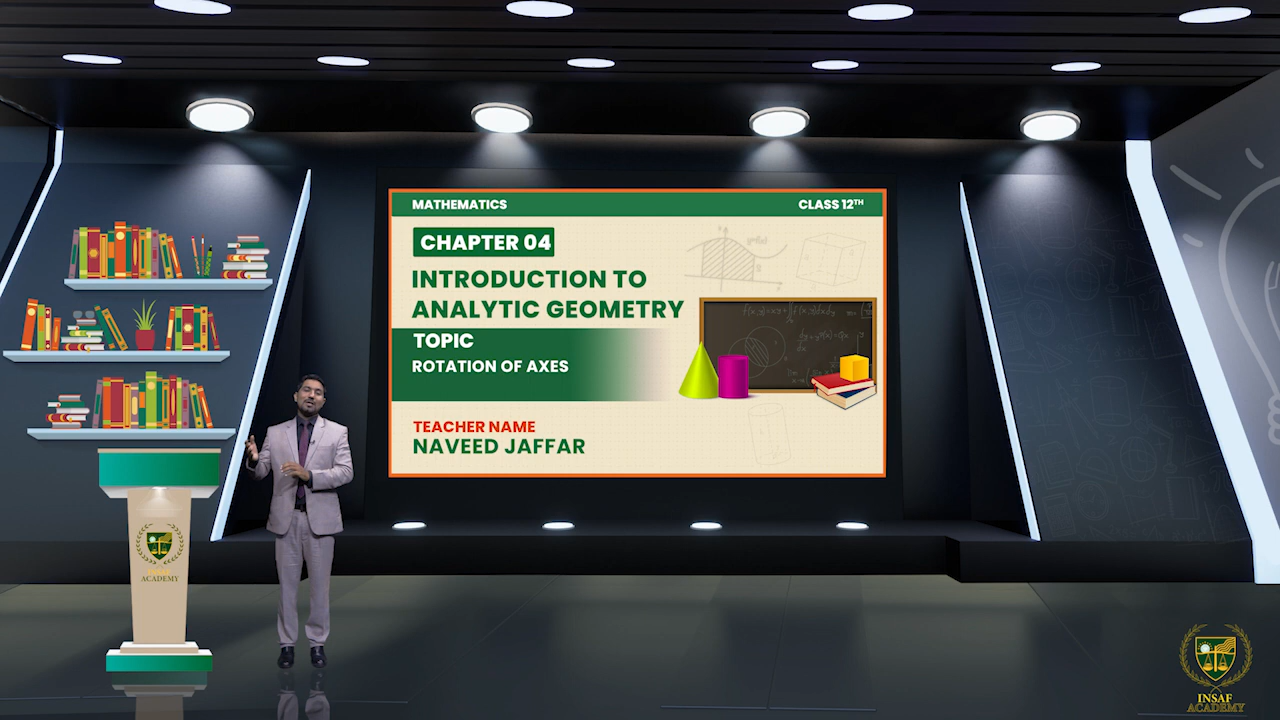 MATHEMATICS
CLASS 12TH
CHAPTER 04
INTRODUCTION TO
ANALYTIC GEOMETRY
TOPIC
ROTATION OF AXES
TEACHER NAME
NAVEED JAFFAR
INSAF
ACADEMY
INSAF
ACADEMY